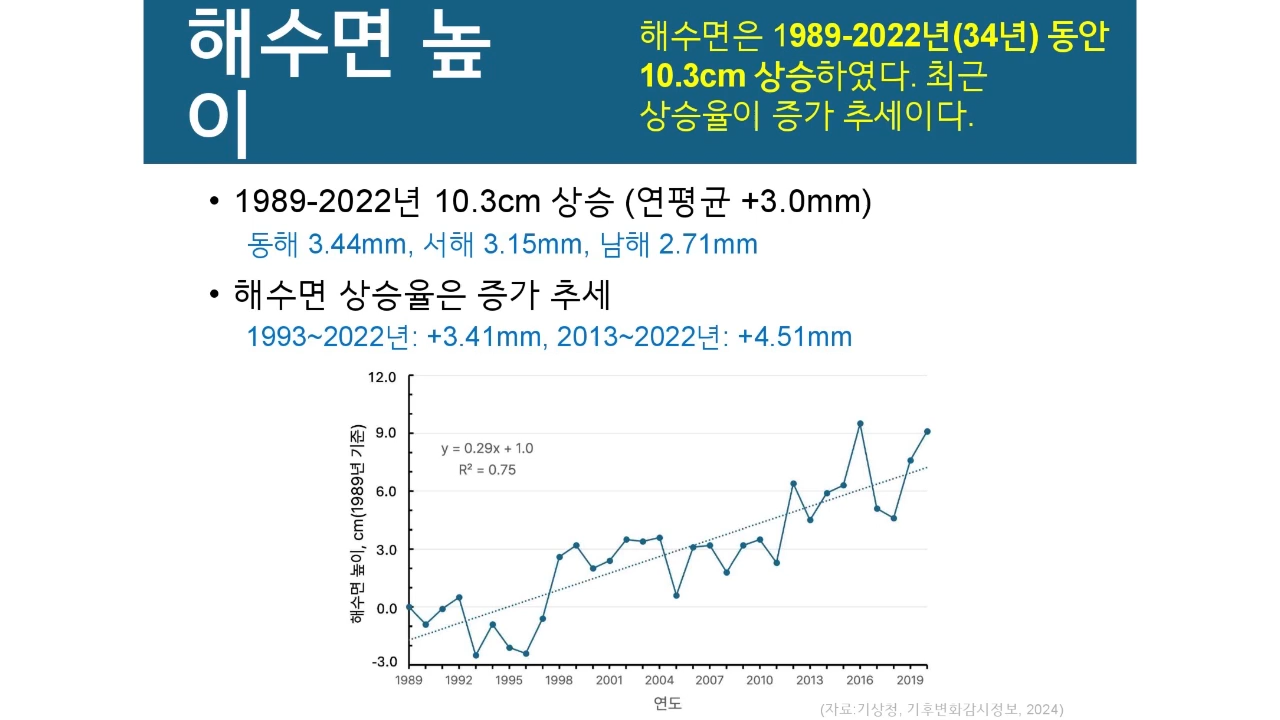 해수면 높
이
해수면은 1989-2022년(34년) 동안
10.3cm 상승하였다. 최근
상승율이 증가 추세이다.
• 1989-2022년 10.3cm 상승 (연평균 +3.0mm)
동해 3.44mm, 서해 3.15mm, 남해 2.71mm
• 해수면 상승율은 증가 추세
1993~2022년: +3.41mm, 2013~2022년: +4.51mm
해수면 높이, cm(1989년 기준)
12.0
9.0
6.0
3.0
0.0
-3.0
y = 0.29x + 1.0
R² = 0.75
1989 1992 1995 1998 2001 2004 2007 2010 2013 2016 2019
연도
(자료:기상청, 기후변화감시정보, 2024)